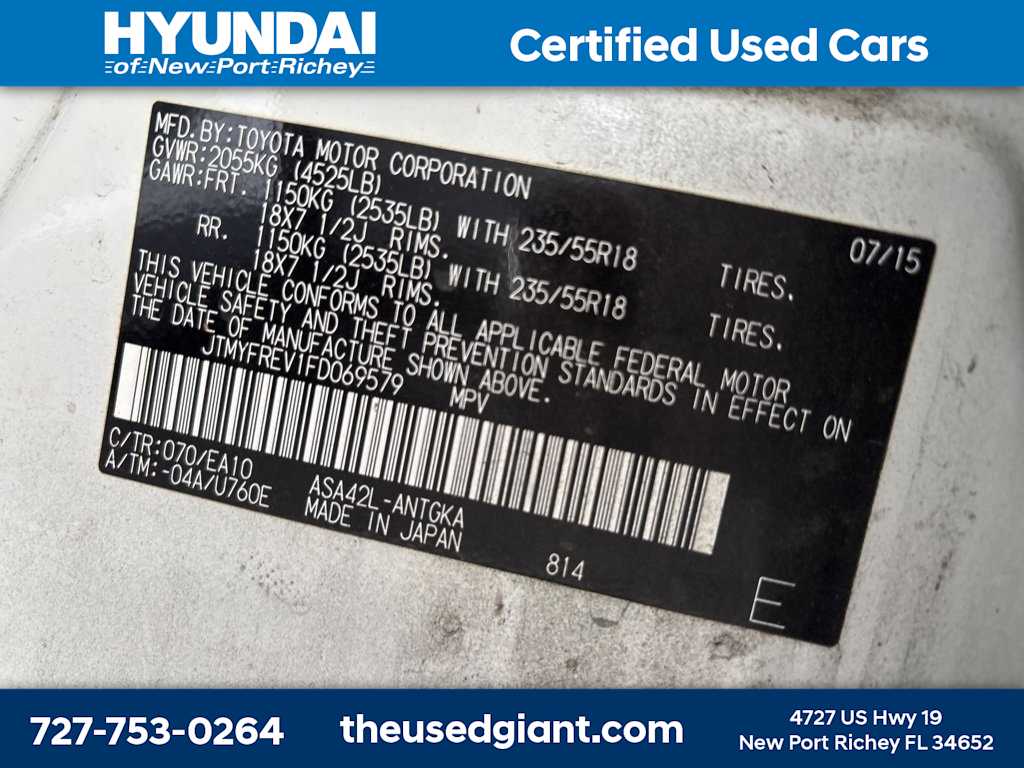 HYUNDAI
of New Port Richey
Certified Used Cars
MFD. BY: TOYOTA MOTOR CORPORATION 07/15
GVWR: 2055KG (4525LB)
GAWR: FRT. 1150KG (2535LB) WITH 235/55R18 TIRES.
18X7 1/2J RIMS.
RR. 1150KG (2535LB) WITH 235/55R18 TIRES.
18X7 1/2J RIMS.
THIS VEHICLE CONFORMS TO ALL APPLICABLE FEDERAL MOTOR
VEHICLE SAFETY AND THEFT PREVENTION STANDARDS IN EFFECT ON
THE DATE OF MANUFACTURE SHOWN ABOVE.
JTMYFREV1FD069579 MPV
C/TR: 070/EA10 ASA42L-ANTGKA
A/TM: -04A/U760E MADE IN JAPAN
814
E
727-753-0264
theusedgiant.com
4727 US Hwy 19
New Port Richey FL 34652